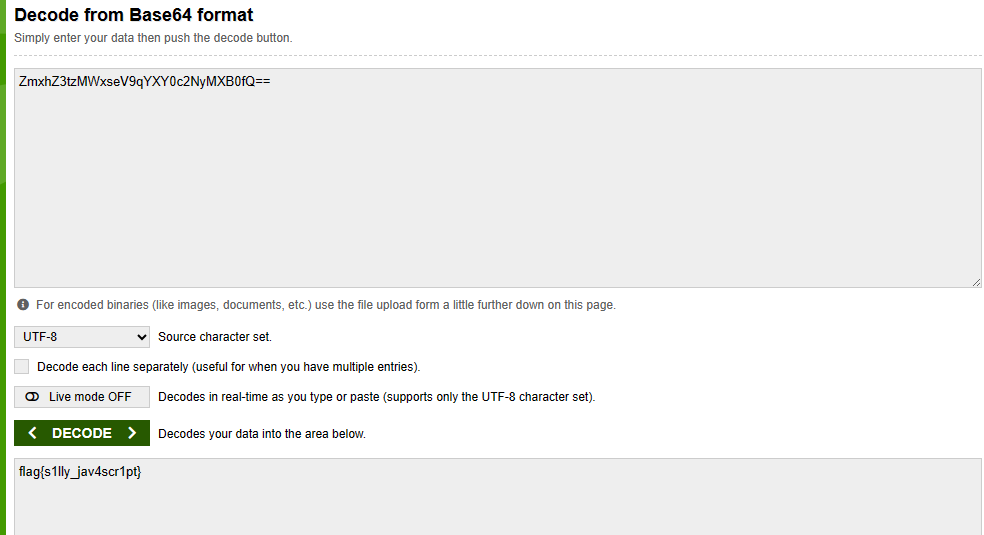 Decode from Base64 format
Simply enter your data then push the decode button.
ZmxhZ3tzMWxseV9qYXY0c2NyMXB0fQ==
For encoded binaries (like images, documents, etc.) use the file upload form a little further down on this page.
UTF-8 Source character set.
Decode each line separately (useful for when you have multiple entries).
Live mode OFF Decodes in real-time as you type or paste (supports only the UTF-8 character set).
< DECODE > Decodes your data into the area below.
flag{s1lly_jav4scr1pt}